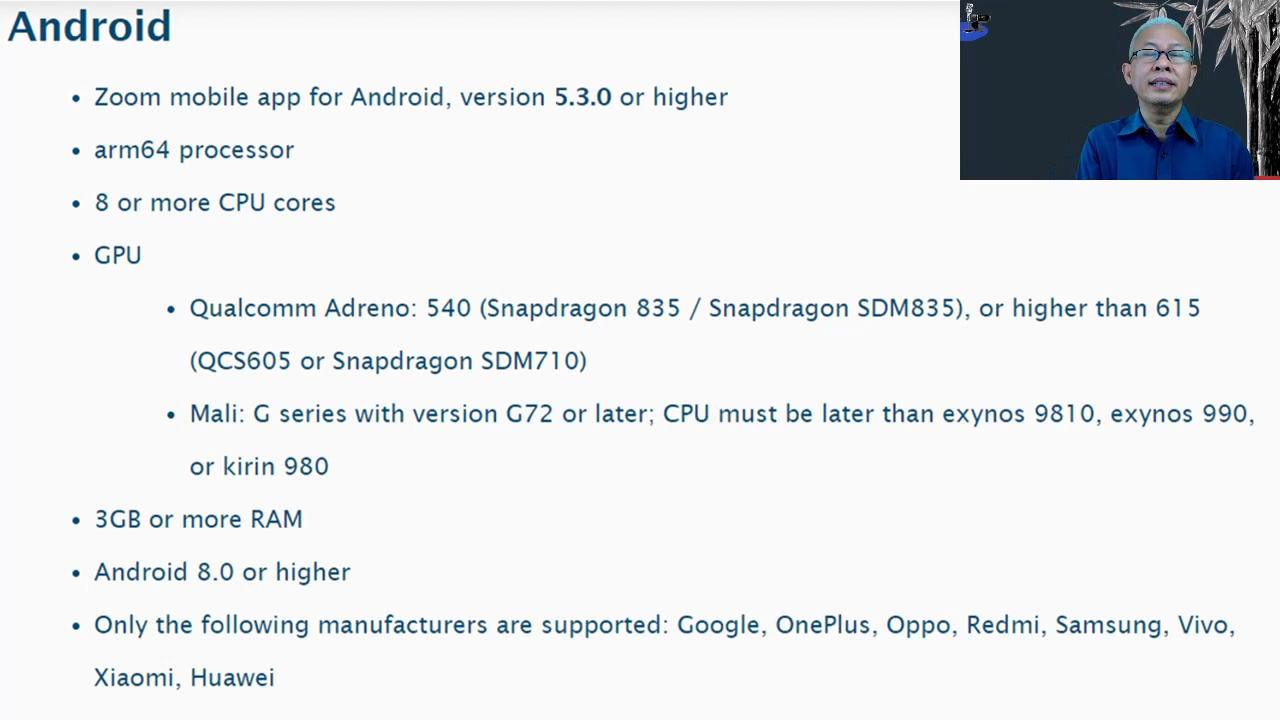 Android
• Zoom mobile app for Android, version 5.3.0 or higher
• arm64 processor
• 8 or more CPU cores
• GPU
• Qualcomm Adreno: 540 (Snapdragon 835 / Snapdragon SDM835), or higher than 615
(QCS605 or Snapdragon SDM710)
• Mali: G series with version G72 or later; CPU must be later than exynos 9810, exynos 990,
or kirin 980
• 3GB or more RAM
• Android 8.0 or higher
• Only the following manufacturers are supported: Google, OnePlus, Oppo, Redmi, Samsung, Vivo,
Xiaomi, Huawei